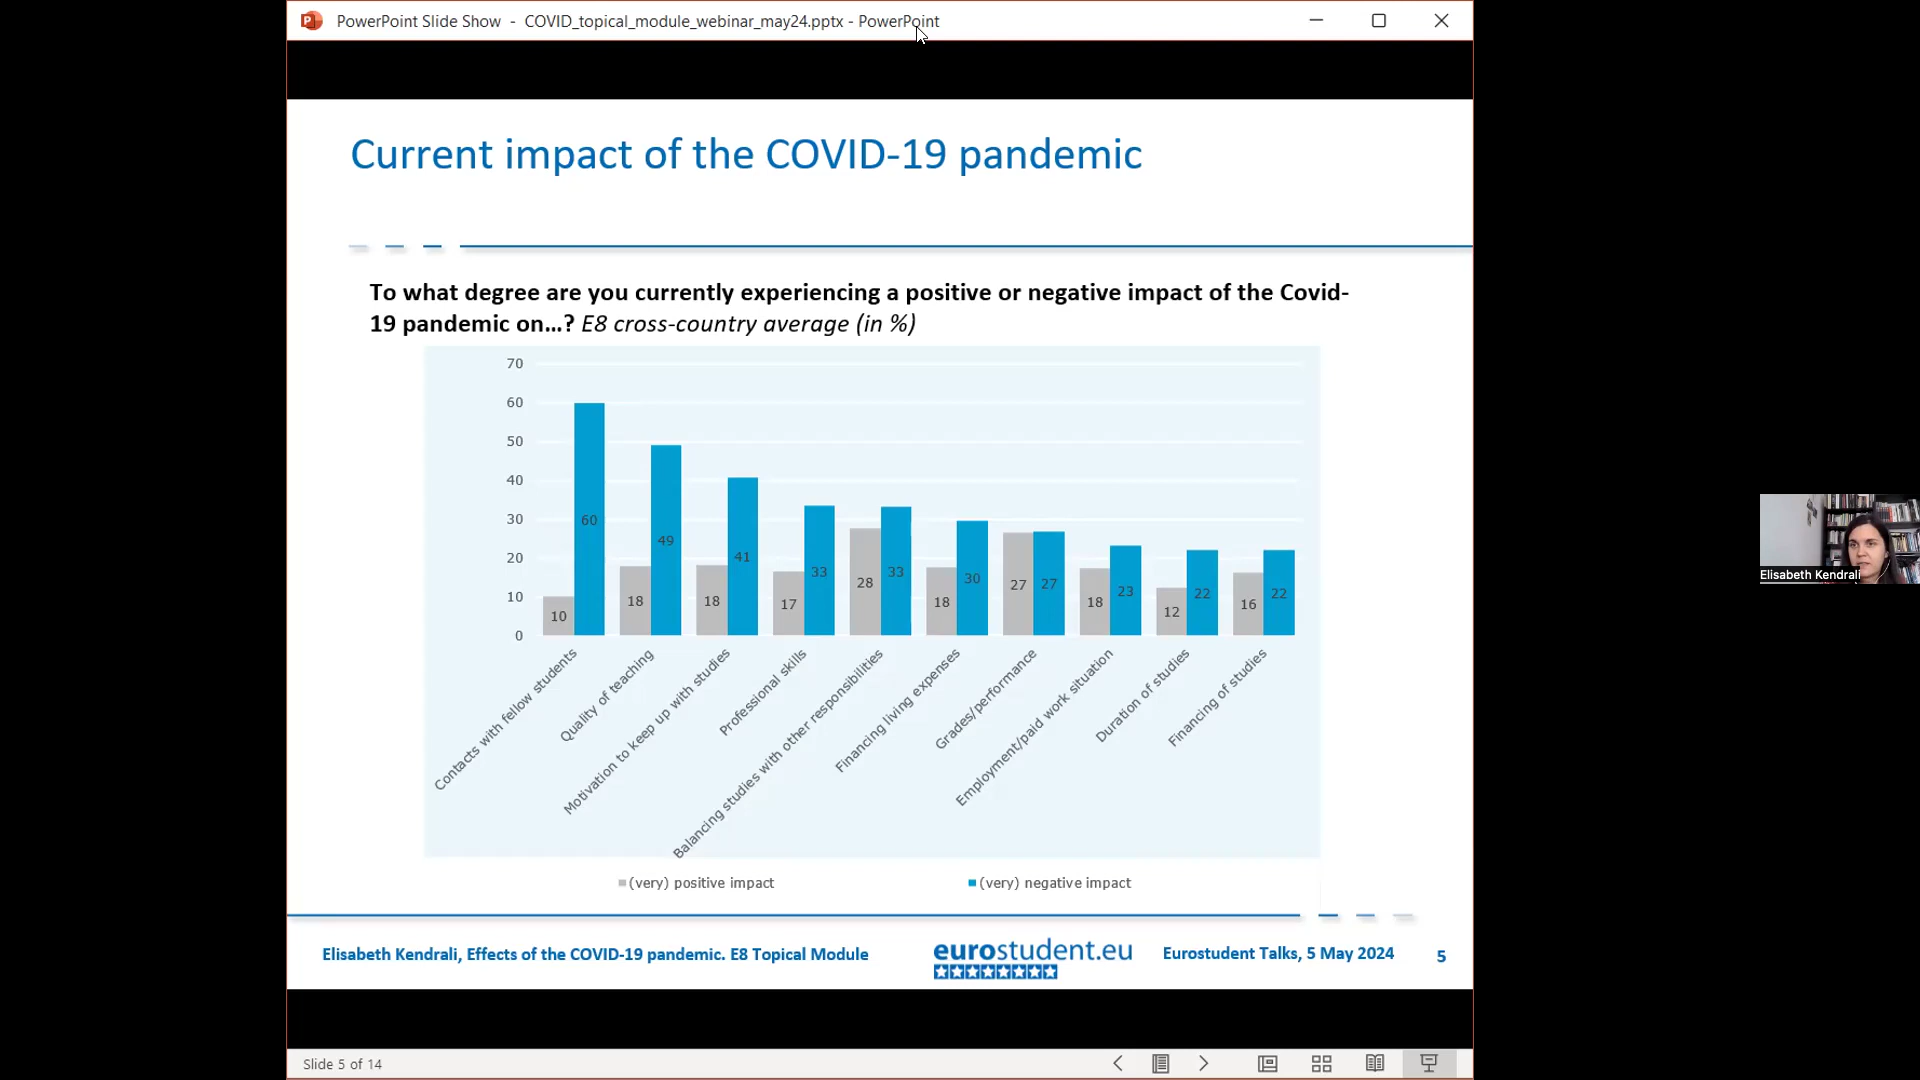 PowerPoint Slide Show - COVID_topical_module_webinar_may24.pptx - PowerPoint
Current impact of the COVID-19 pandemic
To what degree are you currently experiencing a positive or negative impact of the Covid-
19 pandemic on...? E8 cross-country average (in %)
70
60
50
40
30
20
10
0
10
60
18
49
18
41
17
33
28
33
18
30
27
27
18
23
12
22
16
22
Contacts with fellow students
Quality of teaching
Motivation to keep up with studies
Professional skills
Balancing studies with other responsibilities
Financing living expenses
Grades/performance
Employment/paid work situation
Duration of studies
Financing of studies
(very) positive impact
(very) negative impact
Elisabeth Kendrali, Effects of the COVID-19 pandemic. E8 Topical Module
eurostudent.eu
Eurostudent Talks, 5 May 2024
5
Slide 5 of 14
Elisabeth Kendrali